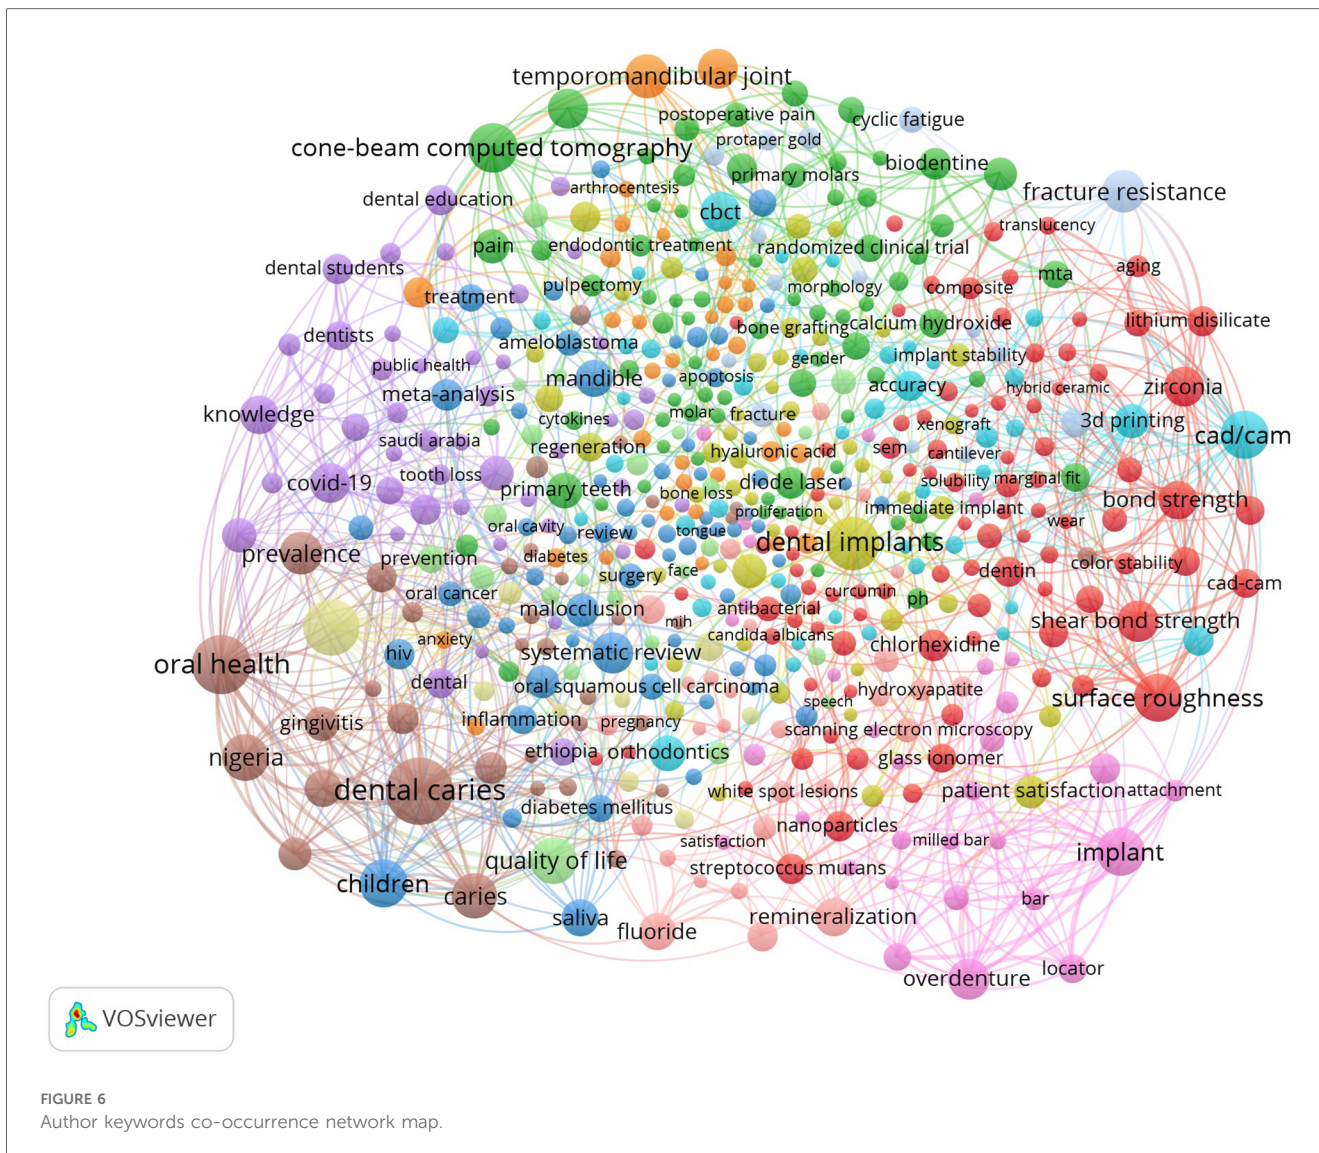 temporomandibular joint
postoperative pain
cyclic fatigue
protaper gold
cone-beam computed tomography
biodentine
primary molars
arthrocentesis
fracture resistance
dental education
cbct
translucency
pain
endodontic treatment
randomized clinical trial
dental students
aging
mta
pulpectomy
morphology
composite
treatment
lithium disilicate
bone grafting
calcium hydroxide
dentists
ameloblastoma
implant stability
gender
public health
mandible
apoptosis
accuracy
hybrid ceramic
zirconia
meta-analysis
knowledge
cytokines
molar
fracture
xenograft
3d printing
cad/cam
saudi arabia
regeneration
hyaluronic acid
sem
cantilever
tooth loss
covid-19
primary teeth
bone loss
diode laser
solubility
marginal fit
bond strength
proliferation
immediate implant
wear
oral cavity
review
tongue
dental implants
prevalence
prevention
diabetes
surgery
face
dentin
color stability
cad-cam
oral cancer
curcumin
ph
malocclusion
mih
antibacterial
shear bond strength
anxiety
candida albicans
chlorhexidine
hiv
systematic review
oral health
dental
oral squamous cell carcinoma
hydroxyapatite
speech
surface roughness
gingivitis
inflammation
pregnancy
scanning electron microscopy
nigeria
ethiopia
orthodontics
glass ionomer
dental caries
white spot lesions
patient satisfaction
attachment
diabetes mellitus
nanoparticles
satisfaction
milled bar
implant
quality of life
streptococcus mutans
children
caries
bar
saliva
fluoride
remineralization
overdenture
locator
VOSviewer
FIGURE 6
Author keywords co-occurrence network map.